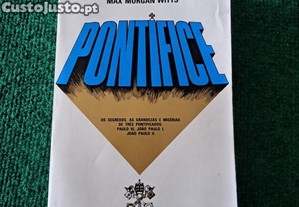 CustoJusto.pt
MAX MORGAN WITTS
PONTIFICE
OS SEGREDOS, AS GRANDEZAS E MISÉRIAS
DE TRÊS PONTIFICADOS:
PAULO VI, JOÃO PAULO I,
JOÃO PAULO II